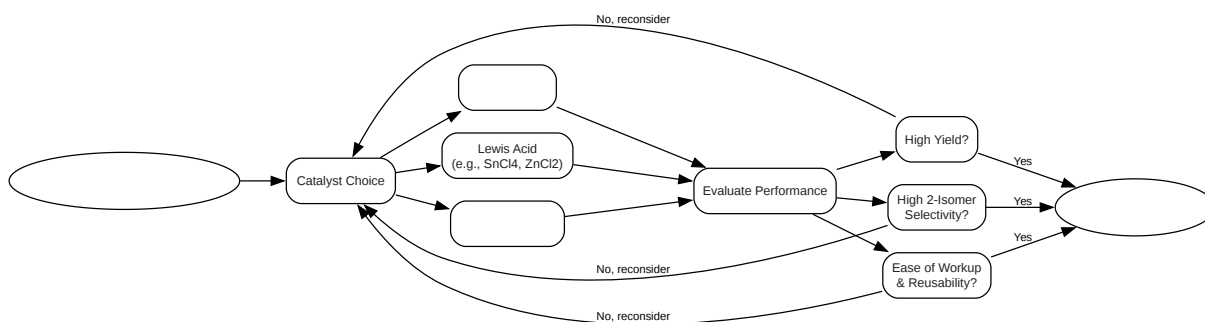 No, reconsider
Catalyst Choice
Lewis Acid
(e.g., SnCl4, ZnCl2)
Evaluate Performance
High Yield?
Yes
High 2-Isomer
Selectivity?
Yes
No, reconsider
Ease of Workup
& Reusability?
Yes
No, reconsider